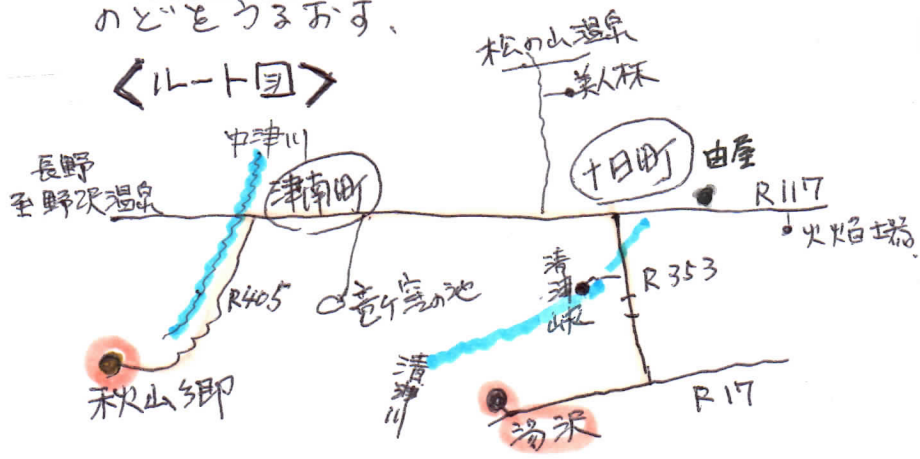 のどをうるおす、
<ルート図>
松の山温泉
美人林
中津川
長野
至野沢温泉
津南町
十日町
由屋
R117
火焔土器
R405
竜ヶ窪の池
清津峡
R353
清津川
秋山郷
湯沢
R17